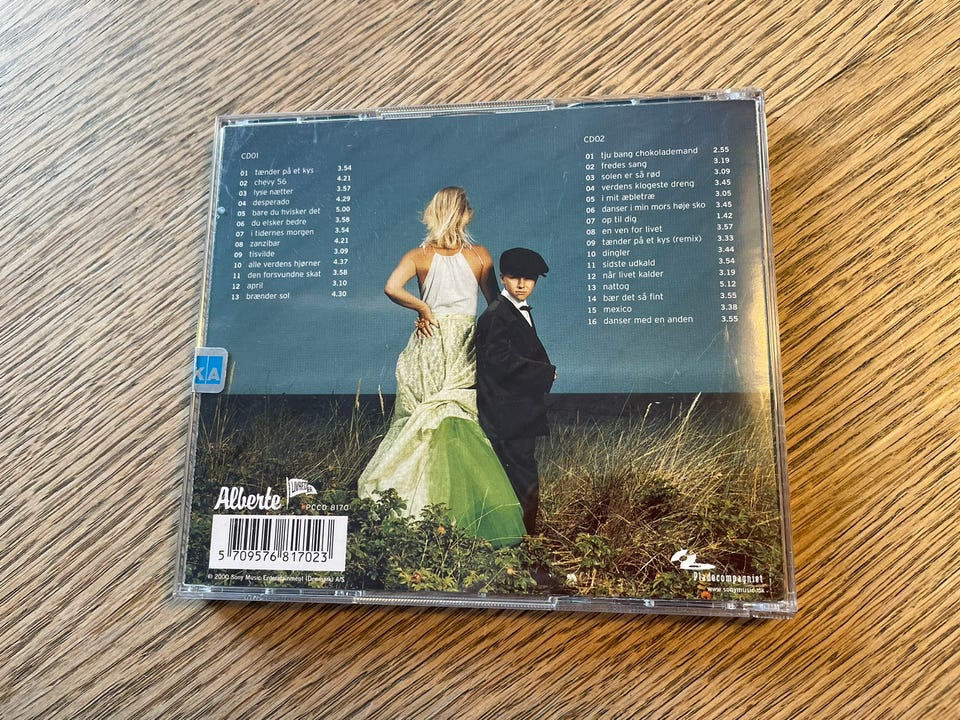 CD01
01 tænder på et kys 3.54
02 chevy 56 4.21
03 lyse nætter 3.57
04 desperado 4.29
05 bare du hvisker det 5.00
06 du elsker bedre 3.58
07 i tidernes morgen 3.54
08 zanzibar 4.21
09 tisvilde 3.09
10 alle verdens hjørner 4.37
11 den forsvundne skat 3.58
12 april 3.10
13 brænder sol 4.30
CD02
01 tju bang chokolademand 2.55
02 fredes sang 3.19
03 solen er så rød 3.09
04 verdens klogeste dreng 3.45
05 i mit æbletræ 3.05
06 danser i min mors høje sko 3.45
07 op til dig 1.42
08 en ven for livet 3.57
09 tænder på et kys (remix) 3.33
10 dingler 3.44
11 sidste udkald 3.54
12 når livet kalder 3.19
13 nattog 5.12
14 bær det så fint 3.55
15 mexico 3.38
16 danser med en anden 3.55
KA
Alberte
PCCD 8170
5 709576 817023
© 2000 Sony Music Entertainment (Denmark) A/S
Pladecompagniet
www.sonymusic.dk